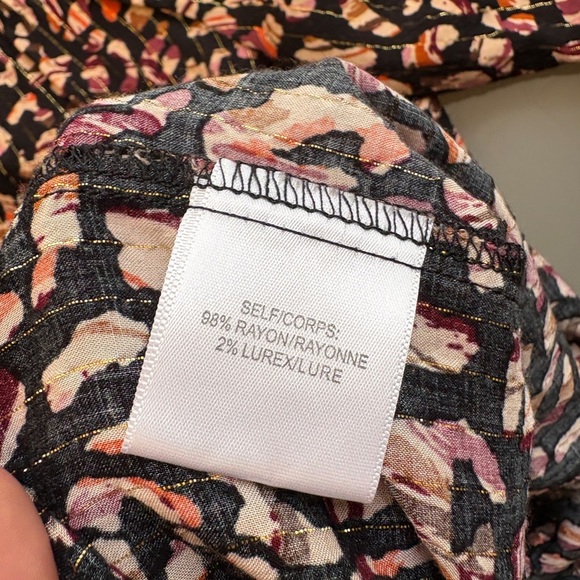 SELF/CORPS:
98% RAYON/RAYONNE
2% LUREX/LURE